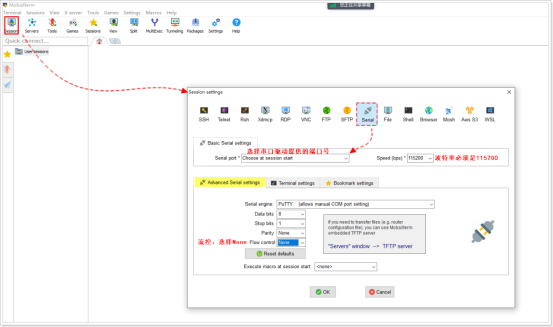 MobaXterm
Terminal Sessions View X server Tools Games Settings Macros Help
Session Servers Tools Games Sessions View Split MultiExec Tunneling Packages Settings Help
Quick connect...
User sessions
Session settings
SSH Telnet Rsh Xdmcp RDP VNC FTP SFTP Serial File Shell Browser Mosh Aws S3 WSL
Basic Serial settings
选择串口驱动提供的端口号
Serial port * Choose at session start Speed (bps) * 115200 波特率必须是115200
Advanced Serial settings Terminal settings Bookmark settings
Serial engine: PuTTY (allows manual COM port setting)
Data bits 8
Stop bits 1
Parity None
流控：选择None Flow control None
If you need to transfer files (e.g. router
configuration file), you can use MobaXterm
embedded TFTP server
"Servers" window --> TFTP server
Reset defaults
Execute macro at session start: <none>
OK Cancel